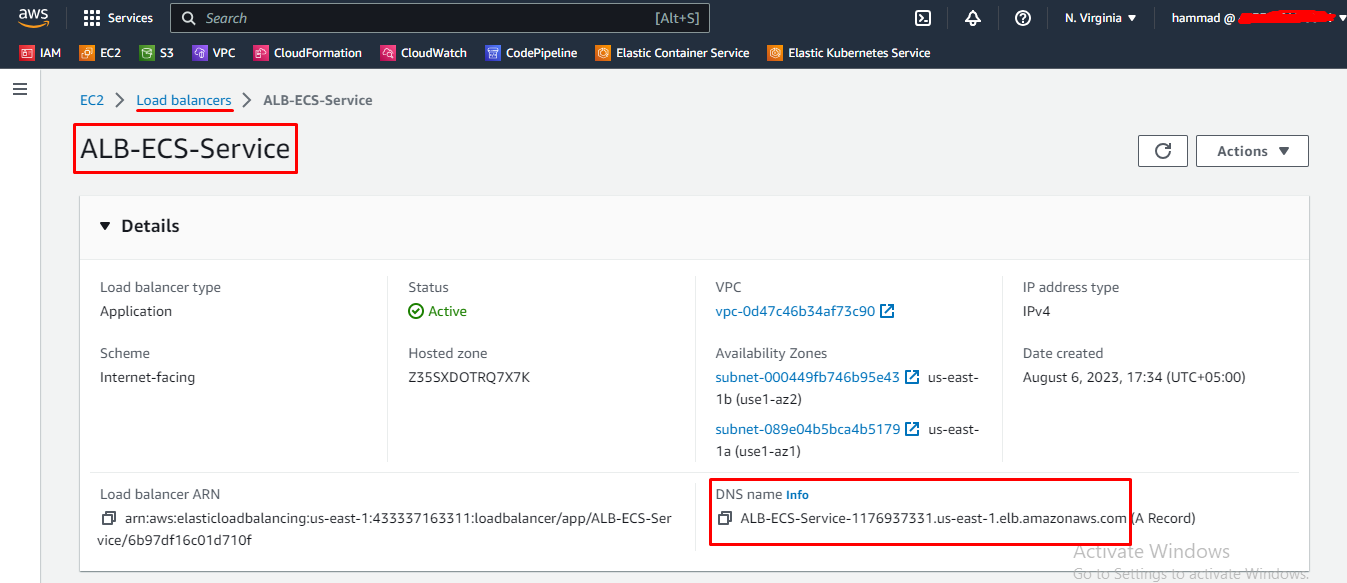 aws
Services
Search [Alt+S]
N. Virginia
hammad @
IAM EC2 S3 VPC CloudFormation CloudWatch CodePipeline Elastic Container Service Elastic Kubernetes Service
EC2 Load balancers ALB-ECS-Service
ALB-ECS-Service
Actions
Details
Load balancer type
Application
Status
Active
VPC
vpc-0d47c46b34af73c90
IP address type
IPv4
Scheme
Internet-facing
Hosted zone
Z35SXDOTRQ7X7K
Availability Zones
subnet-000449fb746b95e43 us-east-
1b (use1-az2)
subnet-089e04b5bca4b5179 us-east-
1a (use1-az1)
Date created
August 6, 2023, 17:34 (UTC+05:00)
Load balancer ARN
arn:aws:elasticloadbalancing:us-east-1:433337163311:loadbalancer/app/ALB-ECS-Ser
vice/6b97df16c01d710f
DNS name Info
ALB-ECS-Service-1176937331.us-east-1.elb.amazonaws.com (A Record)
Activate Windows
Go to Settings to activate Windows.